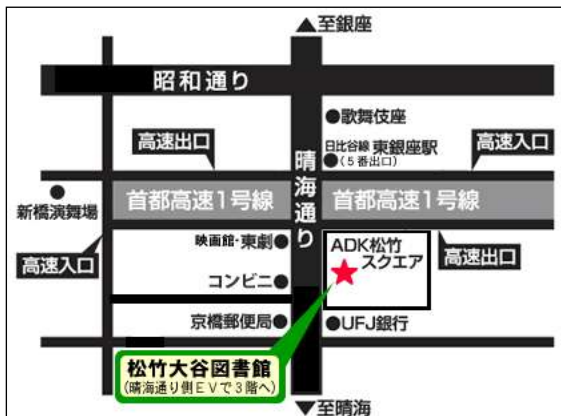 ▲至銀座
昭和通り
●歌舞伎座
高速出口
日比谷線 東銀座駅
●(5番出口)
高速入口
晴海通り
首都高速1号線
首都高速1号線
新橋演舞場
高速入口
映画館・東劇●
ADK松竹
スクエア
高速出口
コンビニ●
京橋郵便局●
●UFJ銀行
松竹大谷図書館
(晴海通り側EVで3階へ)
▼至晴海